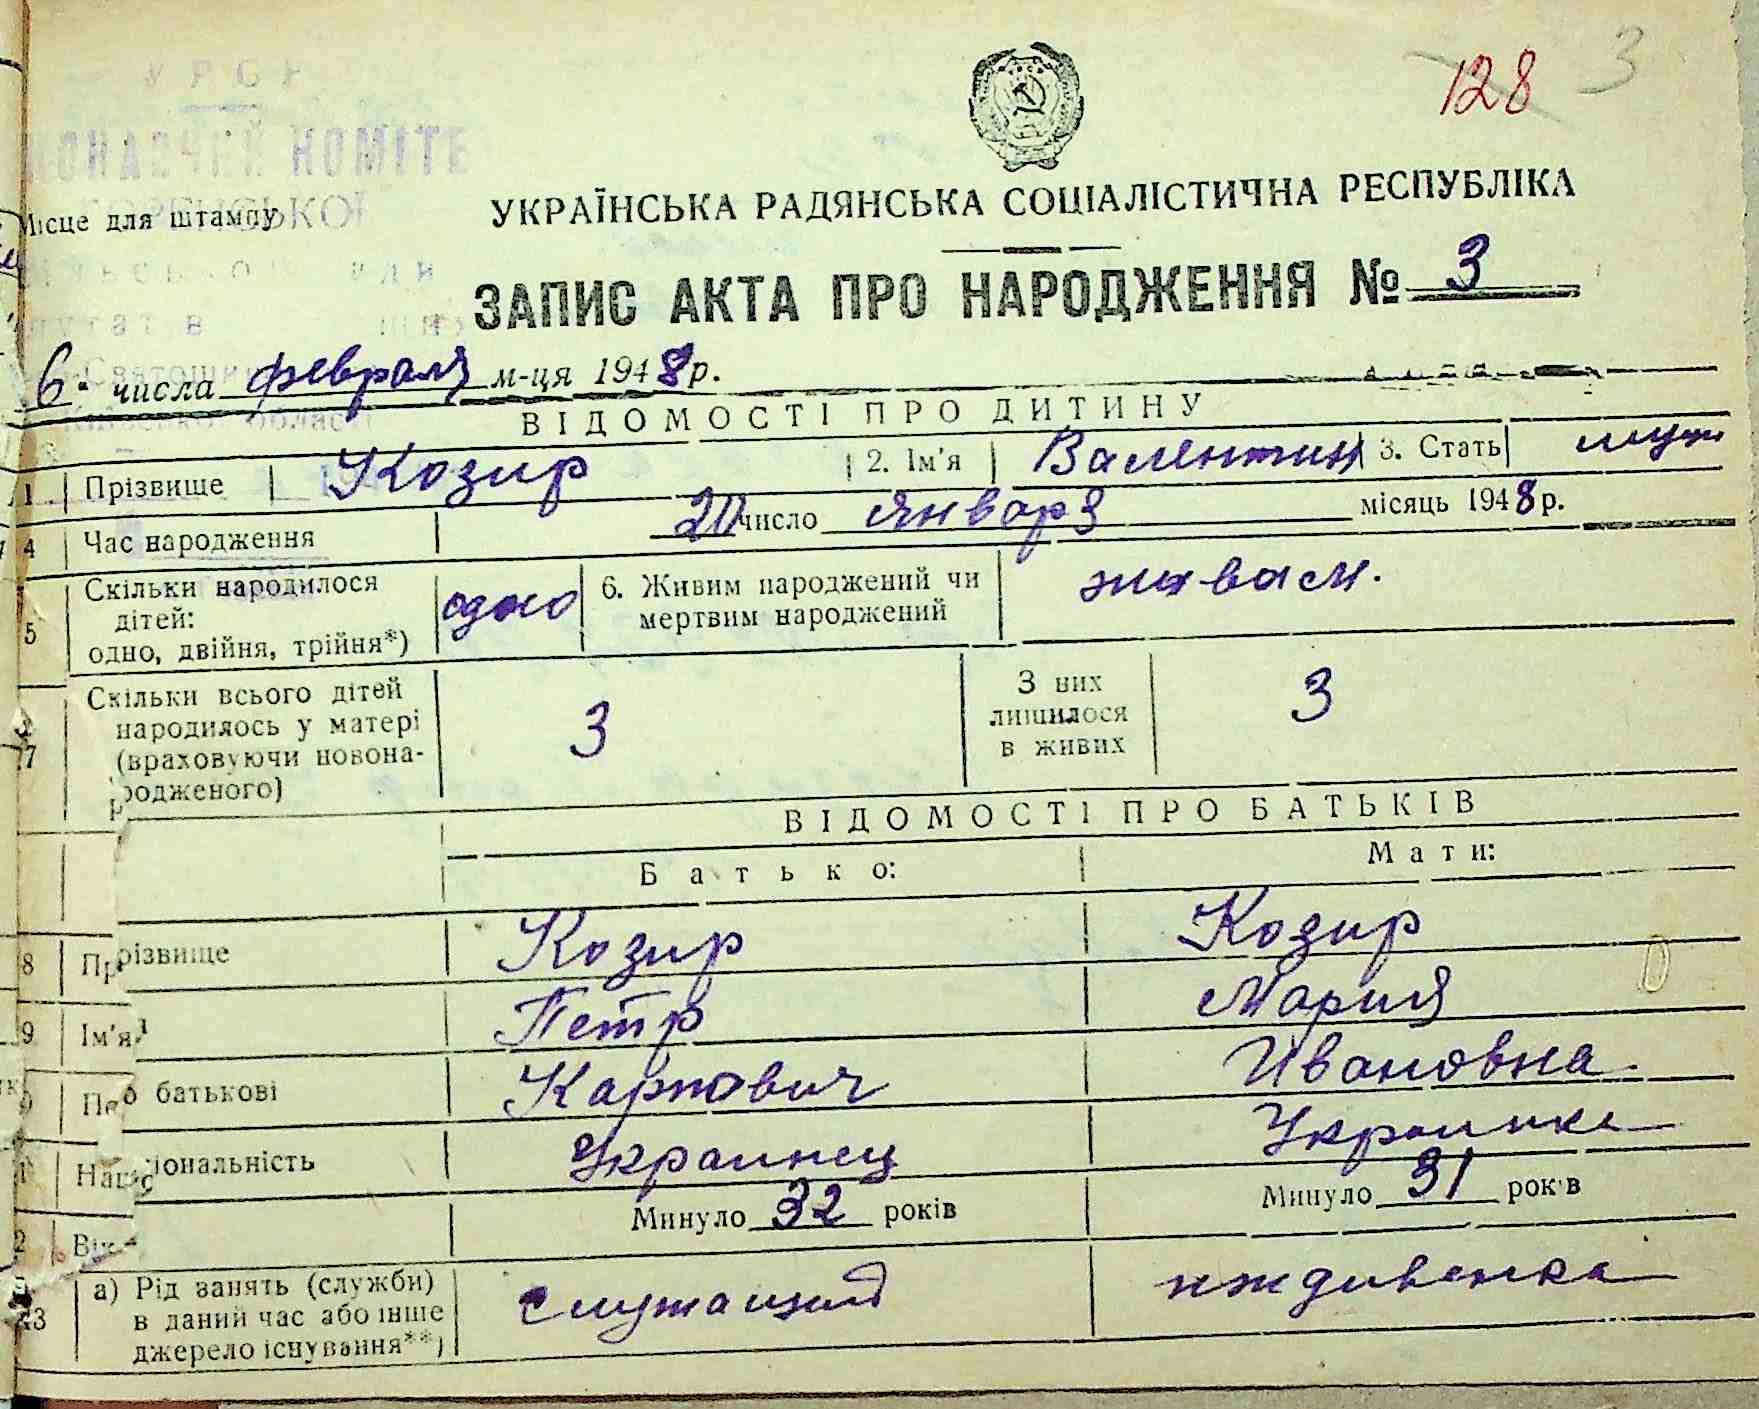 УРСР
128 3
КОМІТЕ
Місце для штампу
УКРАЇНСЬКА РАДЯНСЬКА СОЦІАЛІСТИЧНА РЕСПУБЛІКА
ЗАПИС АКТА ПРО НАРОДЖЕННЯ № 3
6. числа февраля м-ця 1948 р.
області
ВІДОМОСТІ ПРО ДИТИНУ
1 Прізвище Козир 2. Ім'я Валентин 3. Стать муж
4 Час народження 20 число января місяць 1948 р.
5 Скільки народилося дітей: одно, двійня, трійня*) одно 6. Живим народжений чи мертвим народжений живым.
7 Скільки всього дітей народилось у матері (враховуючи новонародженого) 3 З них лишилося в живих 3
ВІДОМОСТІ ПРО БАТЬКІВ
Батько: Мати:
8 Прізвище Козир Козир
9 Ім'я Петр Мария
По батькові Карпович Ивановна
Національність Украинец Украинка
2 Вік Минуло 32 років Минуло 31 років
13 а) Рід занять (служби) в даний час або інше джерело існування**) служащий иждивенка